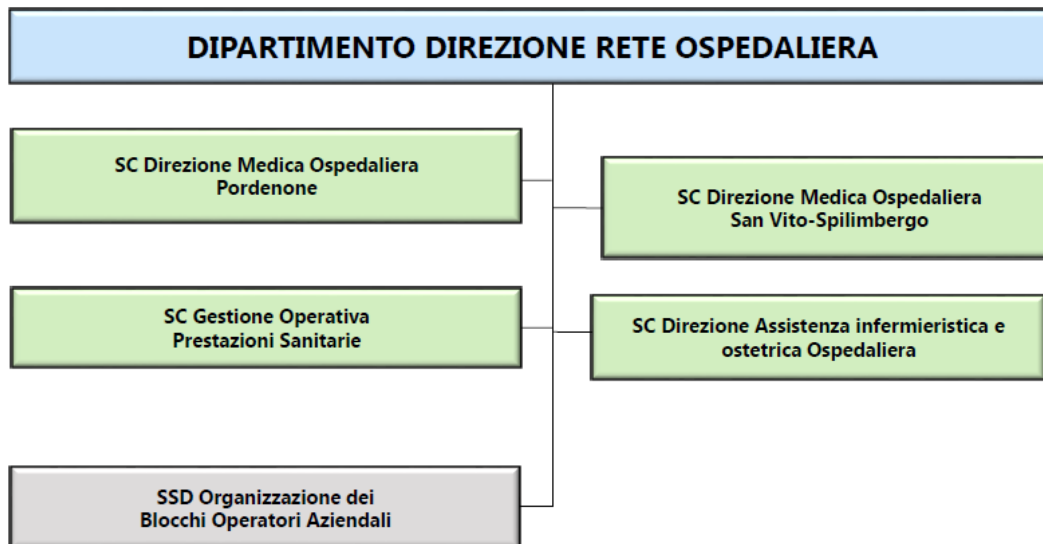 DIPARTIMENTO DIREZIONE RETE OSPEDALIERA
SC Direzione Medica Ospedaliera
Pordenone
SC Direzione Medica Ospedaliera
San Vito-Spilimbergo
SC Gestione Operativa
Prestazioni Sanitarie
SC Direzione Assistenza infermieristica e
ostetrica Ospedaliera
SSD Organizzazione dei
Blocchi Operatori Aziendali